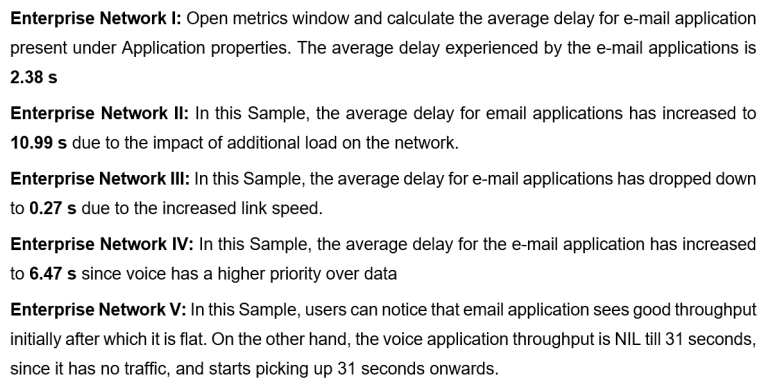 Enterprise Network I: Open metrics window and calculate the average delay for e-mail application
present under Application properties. The average delay experienced by the e-mail applications is
2.38 s
Enterprise Network II: In this Sample, the average delay for email applications has increased to
10.99 s due to the impact of additional load on the network.
Enterprise Network III: In this Sample, the average delay for e-mail applications has dropped down
to 0.27 s due to the increased link speed.
Enterprise Network IV: In this Sample, the average delay for the e-mail application has increased
to 6.47 s since voice has a higher priority over data
Enterprise Network V: In this Sample, users can notice that email application sees good throughput
initially after which it is flat. On the other hand, the voice application throughput is NIL till 31 seconds,
since it has no traffic, and starts picking up 31 seconds onwards.